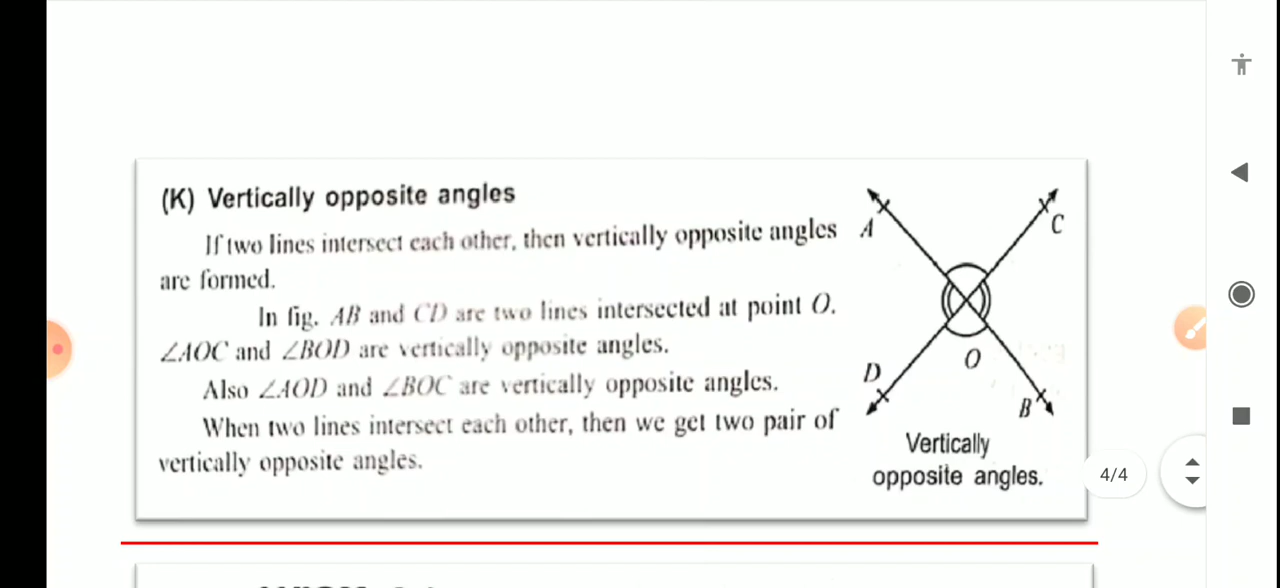 (K) Vertically opposite angles
If two lines intersect each other, then vertically opposite angles
are formed.
In fig. AB and CD are two lines intersected at point O.
∠AOC and ∠BOD are vertically opposite angles.
Also ∠AOD and ∠BOC are vertically opposite angles.
When two lines intersect each other, then we get two pair of
vertically opposite angles.
A
C
D
O
B
Vertically
opposite angles.
4/4